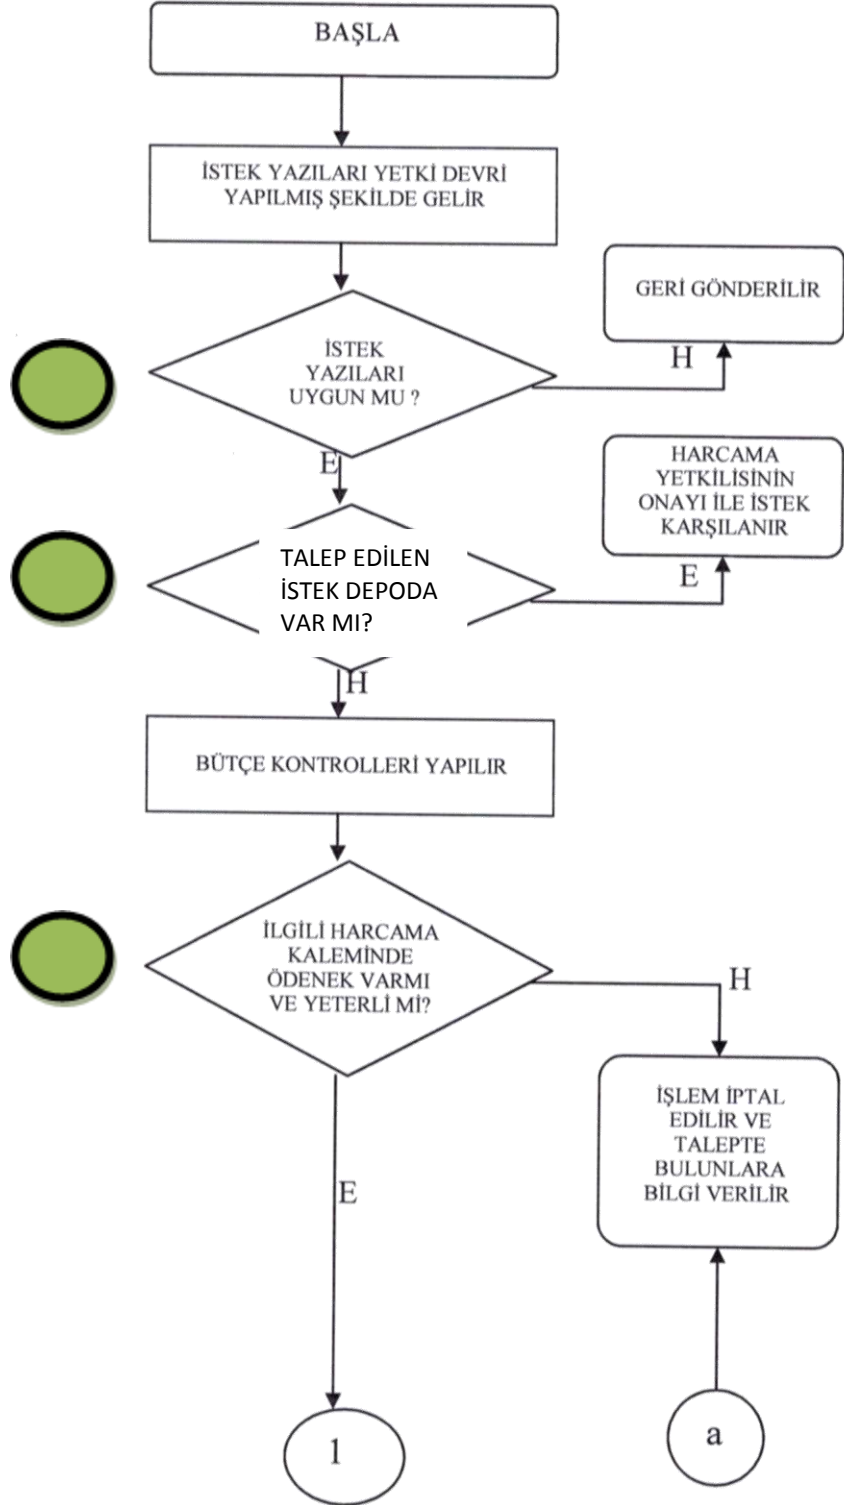 BAŞLA
İSTEK YAZILARI YETKİ DEVRİ
YAPILMIŞ ŞEKİLDE GELİR
GERİ GÖNDERİLİR
İSTEK
YAZILARI
UYGUN MU ?
H
E
HARCAMA
YETKİLİSİNİN
ONAYI İLE İSTEK
KARŞILANIR
TALEP EDİLEN
İSTEK DEPODA
VAR MI?
E
H
BÜTÇE KONTROLLERİ YAPILIR
İLGİLİ HARCAMA
KALEMİNDE
ÖDENEK VARMI
VE YETERLİ Mİ?
H
İŞLEM İPTAL
EDİLİR VE
TALEPTE
BULUNLARA
BİLGİ VERİLİR
E
1
a